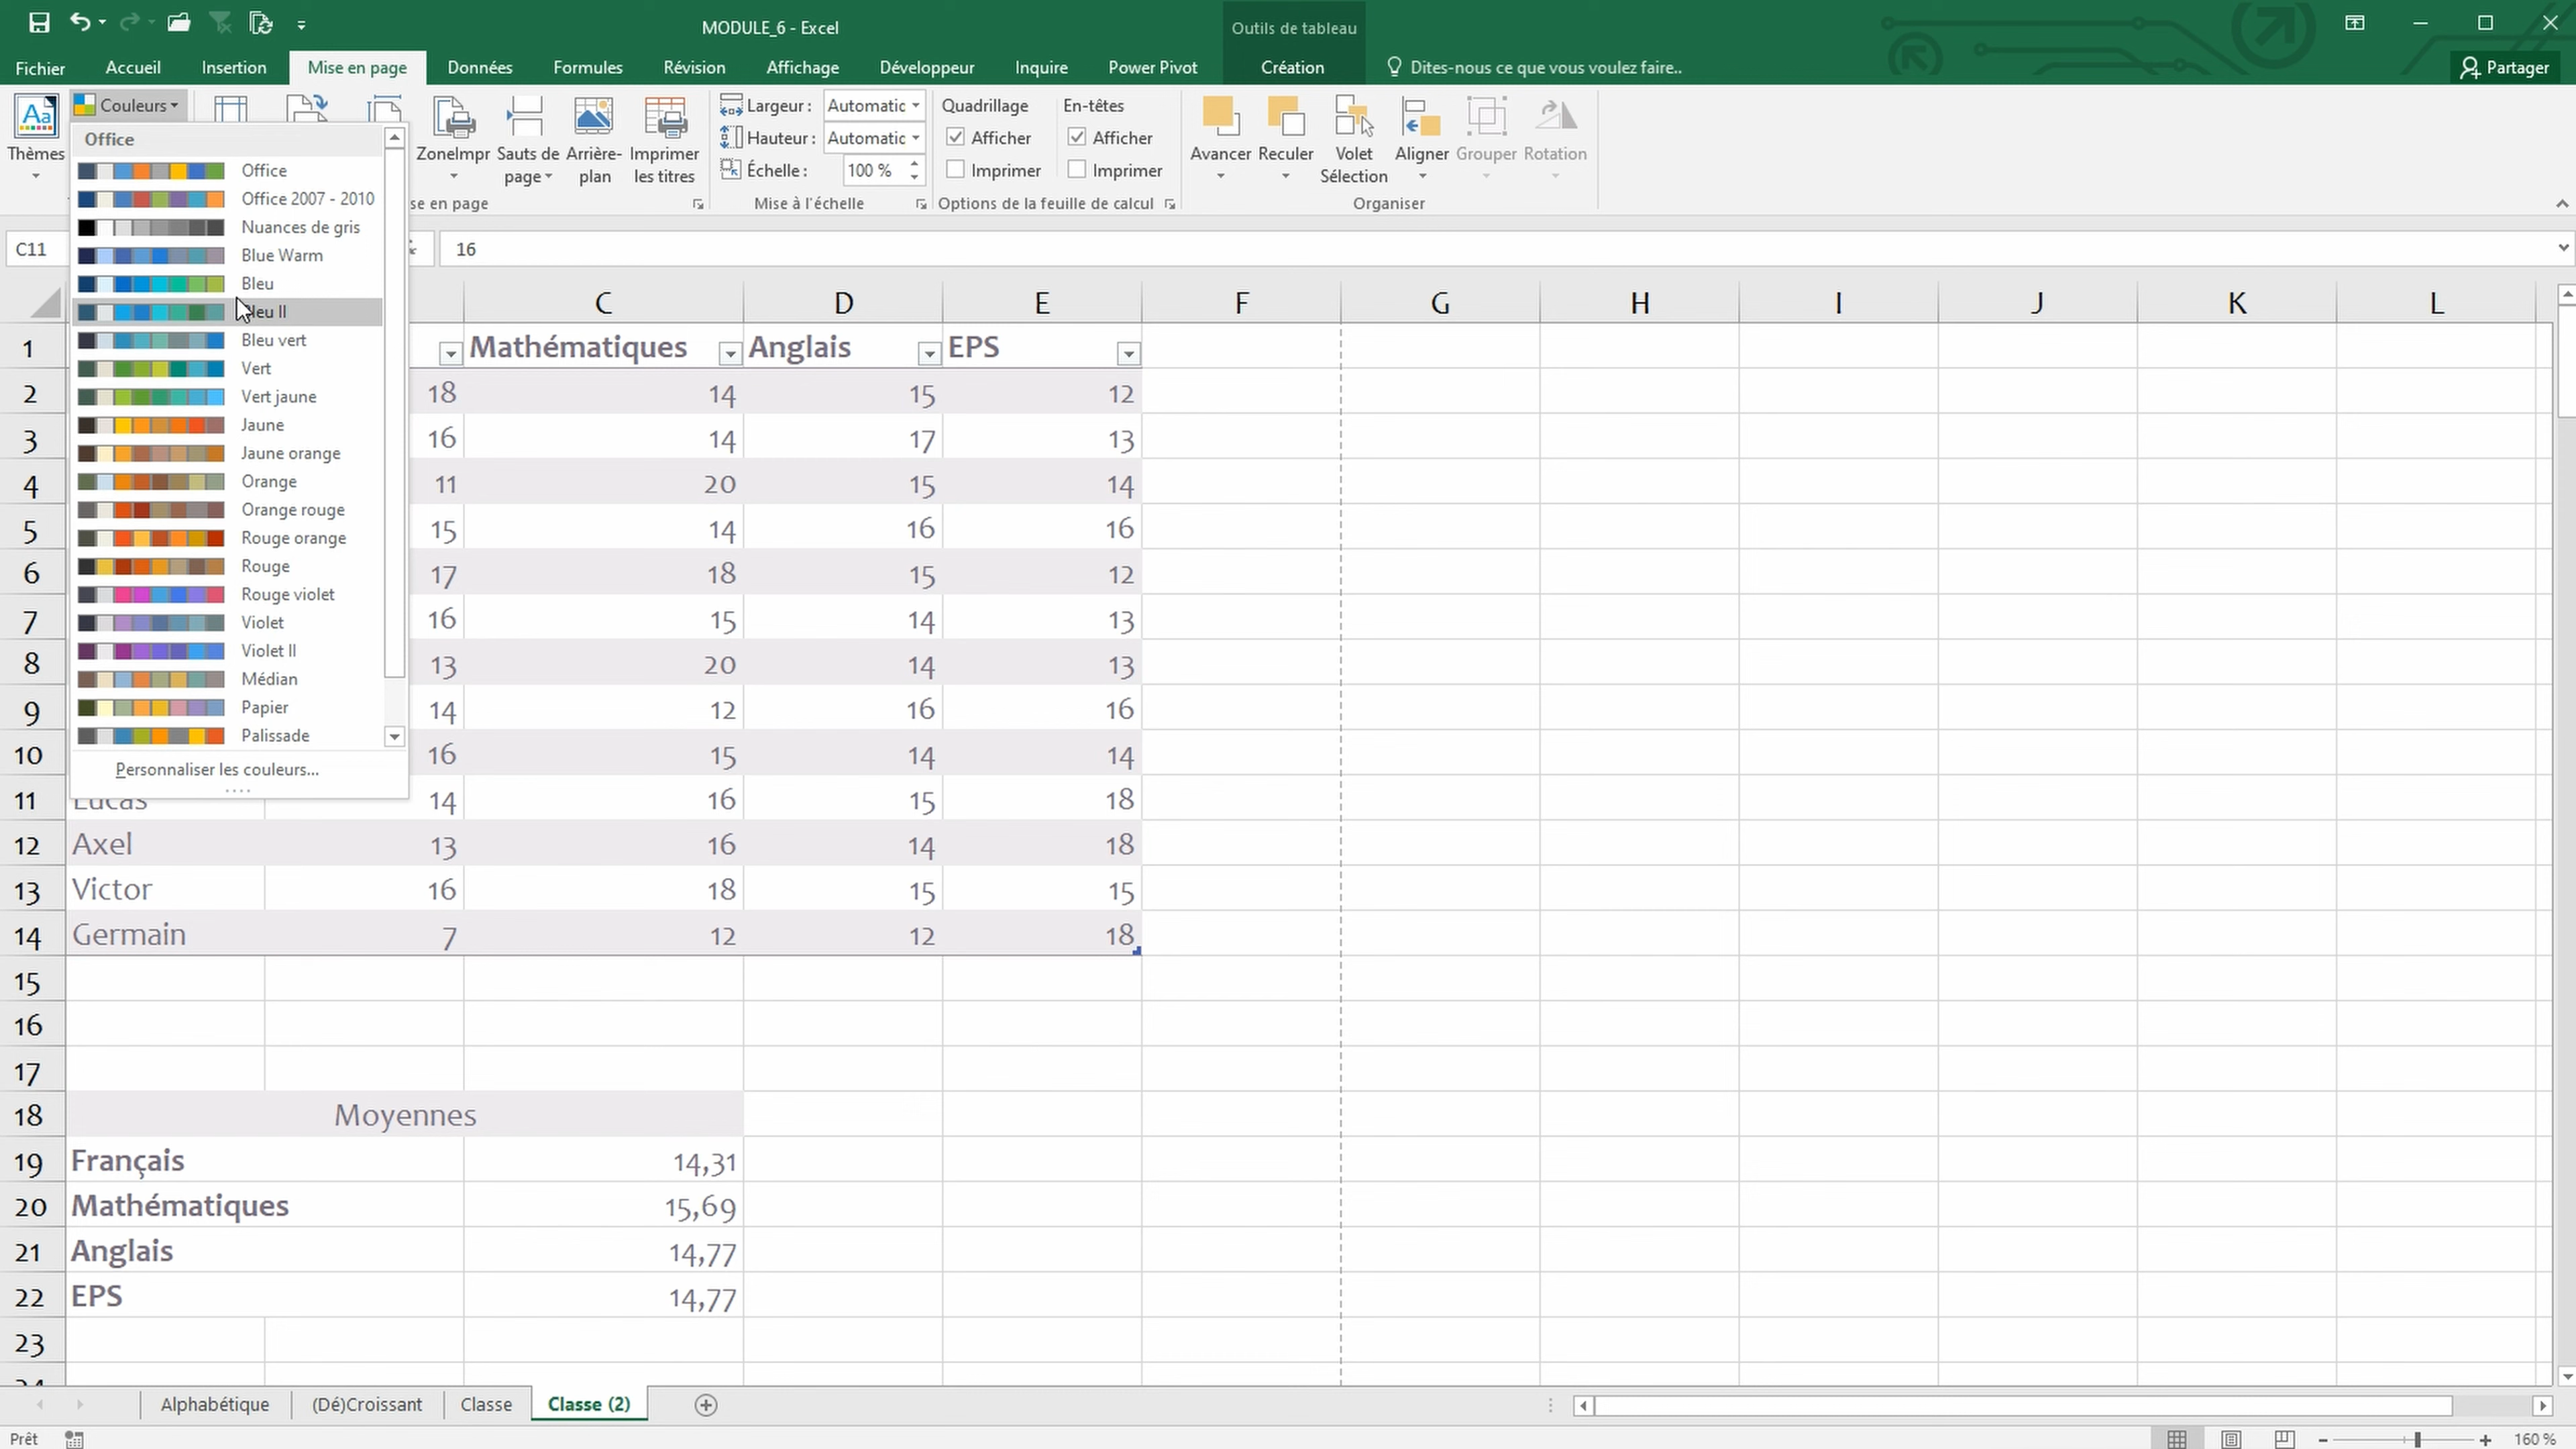 MODULE_6 - Excel
Outils de tableau
Fichier Accueil Insertion Mise en page Données Formules Révision Affichage Développeur Inquire Power Pivot Création Dites-nous ce que vous voulez faire.. Partager
Thèmes
Couleurs
ZoneImpr
Sauts de page
Arrière-plan
Imprimer les titres
Largeur : Automatic
Hauteur : Automatic
Échelle : 100 %
Quadrillage
Afficher
Imprimer
En-têtes
Afficher
Imprimer
Avancer
Reculer
Volet Sélection
Aligner
Grouper
Rotation
se en page
Mise à l'échelle
Options de la feuille de calcul
Organiser
Office
Office
Office 2007 - 2010
Nuances de gris
Blue Warm
Bleu
leu II
Bleu vert
Vert
Vert jaune
Jaune
Jaune orange
Orange
Orange rouge
Rouge orange
Rouge
Rouge violet
Violet
Violet II
Médian
Papier
Palissade
Personnaliser les couleurs...
C11 16
C D E F G H I J K L
1 Mathématiques Anglais EPS
2 18 14 15 12
3 16 14 17 13
4 11 20 15 14
5 15 14 16 16
6 17 18 15 12
7 16 15 14 13
8 13 20 14 13
9 14 12 16 16
10 16 15 14 14
11 Lucas 14 16 15 18
12 Axel 13 16 14 18
13 Victor 16 18 15 15
14 Germain 7 12 12 18
15
16
17
18 Moyennes
19 Français 14,31
20 Mathématiques 15,69
21 Anglais 14,77
22 EPS 14,77
23
Alphabétique (Dé)Croissant Classe Classe (2)
Prêt 160 %